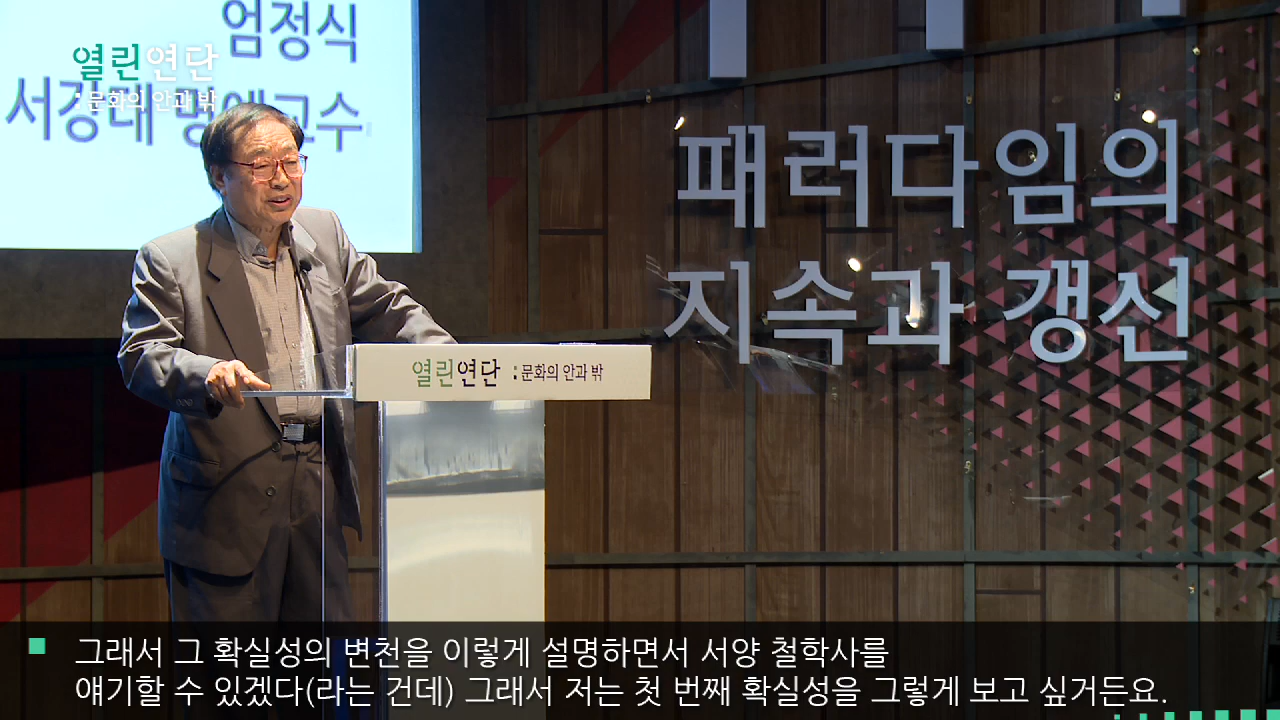 엄정식
서강대 명예교수
열린연단
: 문화의 안과 밖
패러다임의
지속과 갱신
열린연단 : 문화의 안과 밖
그래서 그 확실성의 변천을 이렇게 설명하면서 서양 철학사를
얘기할 수 있겠다(라는 건데) 그래서 저는 첫 번째 확실성을 그렇게 보고 싶거든요.